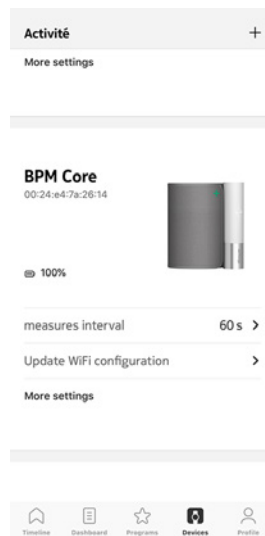 Activité +
More settings
BPM Core
00:24:e4:7a:26:14
100%
measures interval 60 s >
Update WiFi configuration >
More settings
Timeline Dashboard Programs Devices Profile